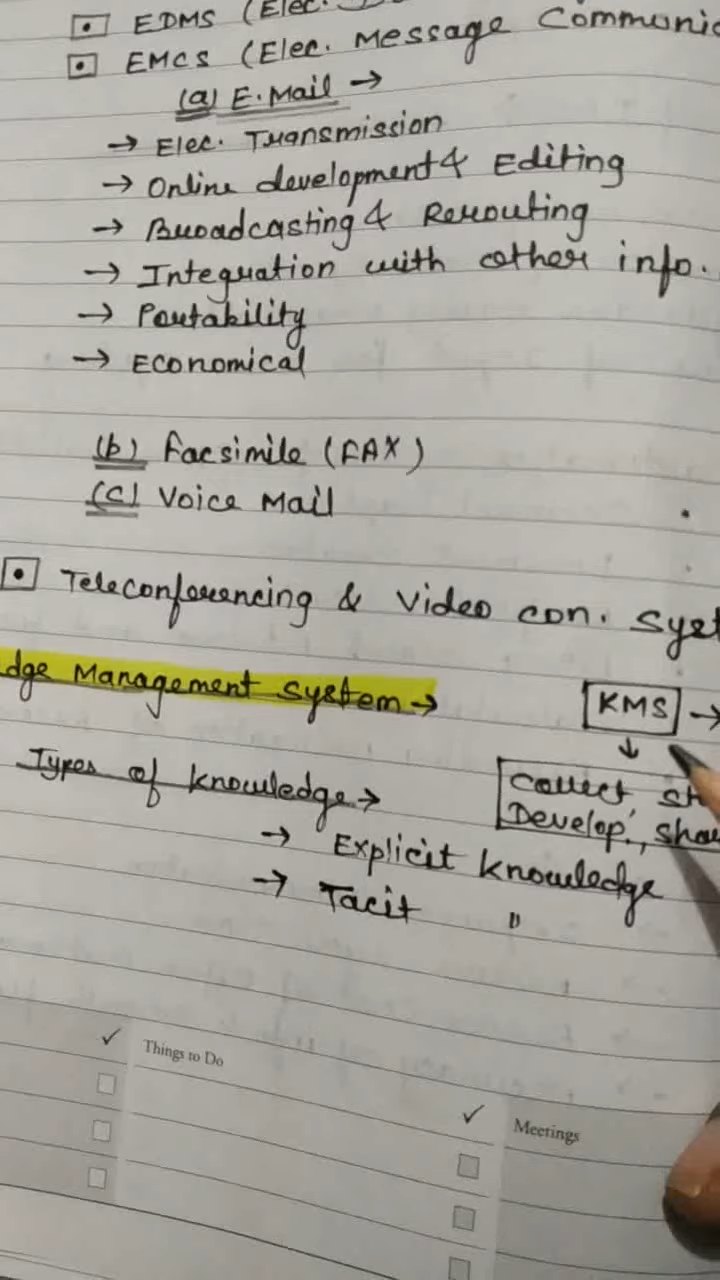 EDMS (Elec.
EMCS (Elec. Message Communic
(a) E.Mail →
→ Elec. Transmission
→ Online development & Editing
→ Broadcasting & Rerouting
→ Integration with other info.
→ Portability
→ Economical
(b) Facsimile (FAX)
(c) Voice Mail
Teleconferencing & Video con. Syst
dge Management System →
KMS →
↓
Types of knowledge →
Collect, St
Develop., Sha
→ Explicit knowledge
→ Tacit "
✓ Things to Do
✓ Meetings